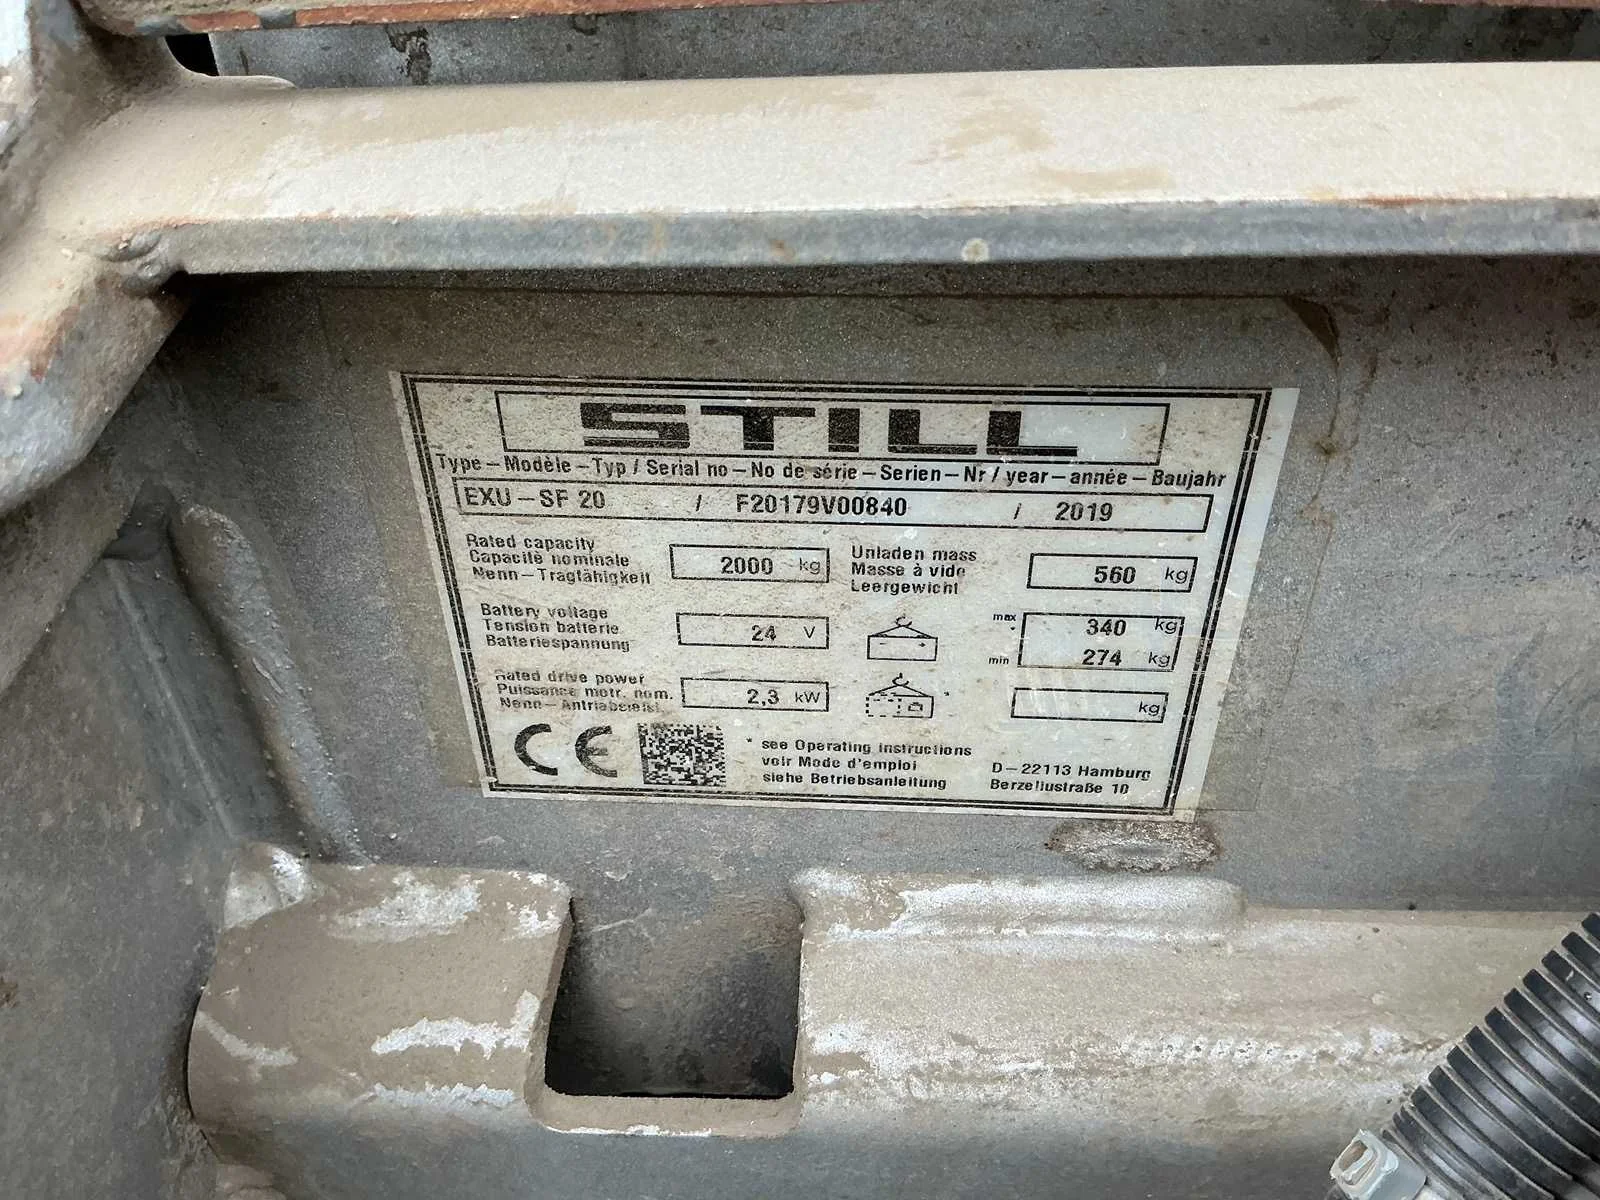 STILL
Type – Modèle – Typ / Serial no – No de série – Serien – Nr / year – année – Baujahr
EXU – SF 20 / F20179V00840 / 2019
Rated capacity
Capacité nominale
Nenn – Tragfähigkeit
2000 kg
Unladen mass
Masse à vide
Leergewicht
560 kg
Battery voltage
Tension batterie
Batteriespannung
24 V
max 340 kg
min 274 kg
Rated drive power
Puissance motr. nom.
Nenn – Antriebsleist.
2,3 kW
*
kg
CE
* see Operating instructions
voir Mode d'emploi
siehe Betriebsanleitung
D – 22113 Hamburg
Berzeliusstraße 10